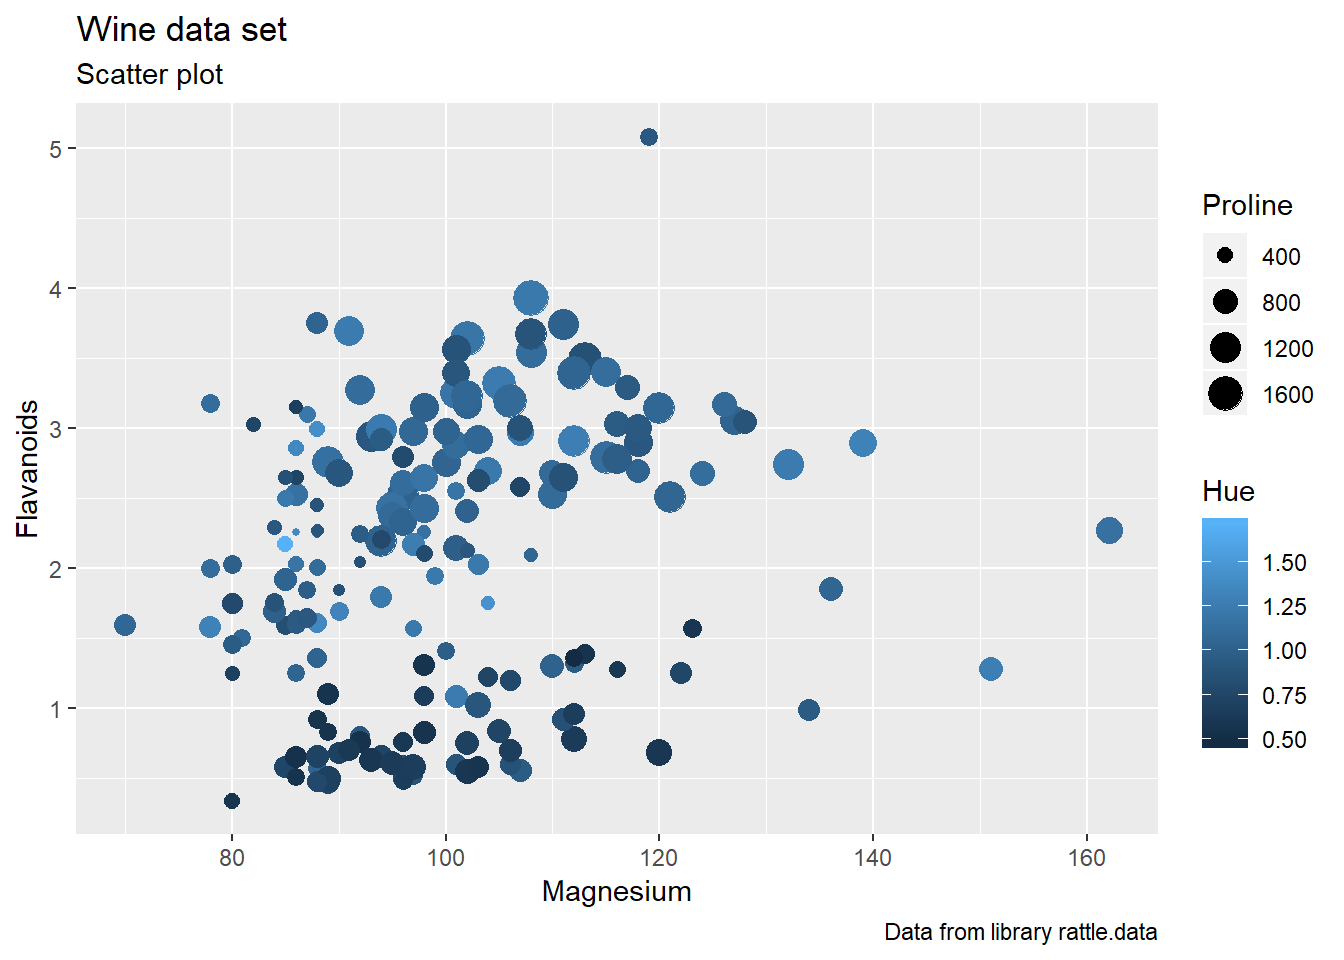 Wine data set
Scatter plot
5
4
3
2
1
Flavanoids
80 100 120 140 160
Magnesium
Proline
400
800
1200
1600
Hue
1.50
1.25
1.00
0.75
0.50
Data from library rattle.data